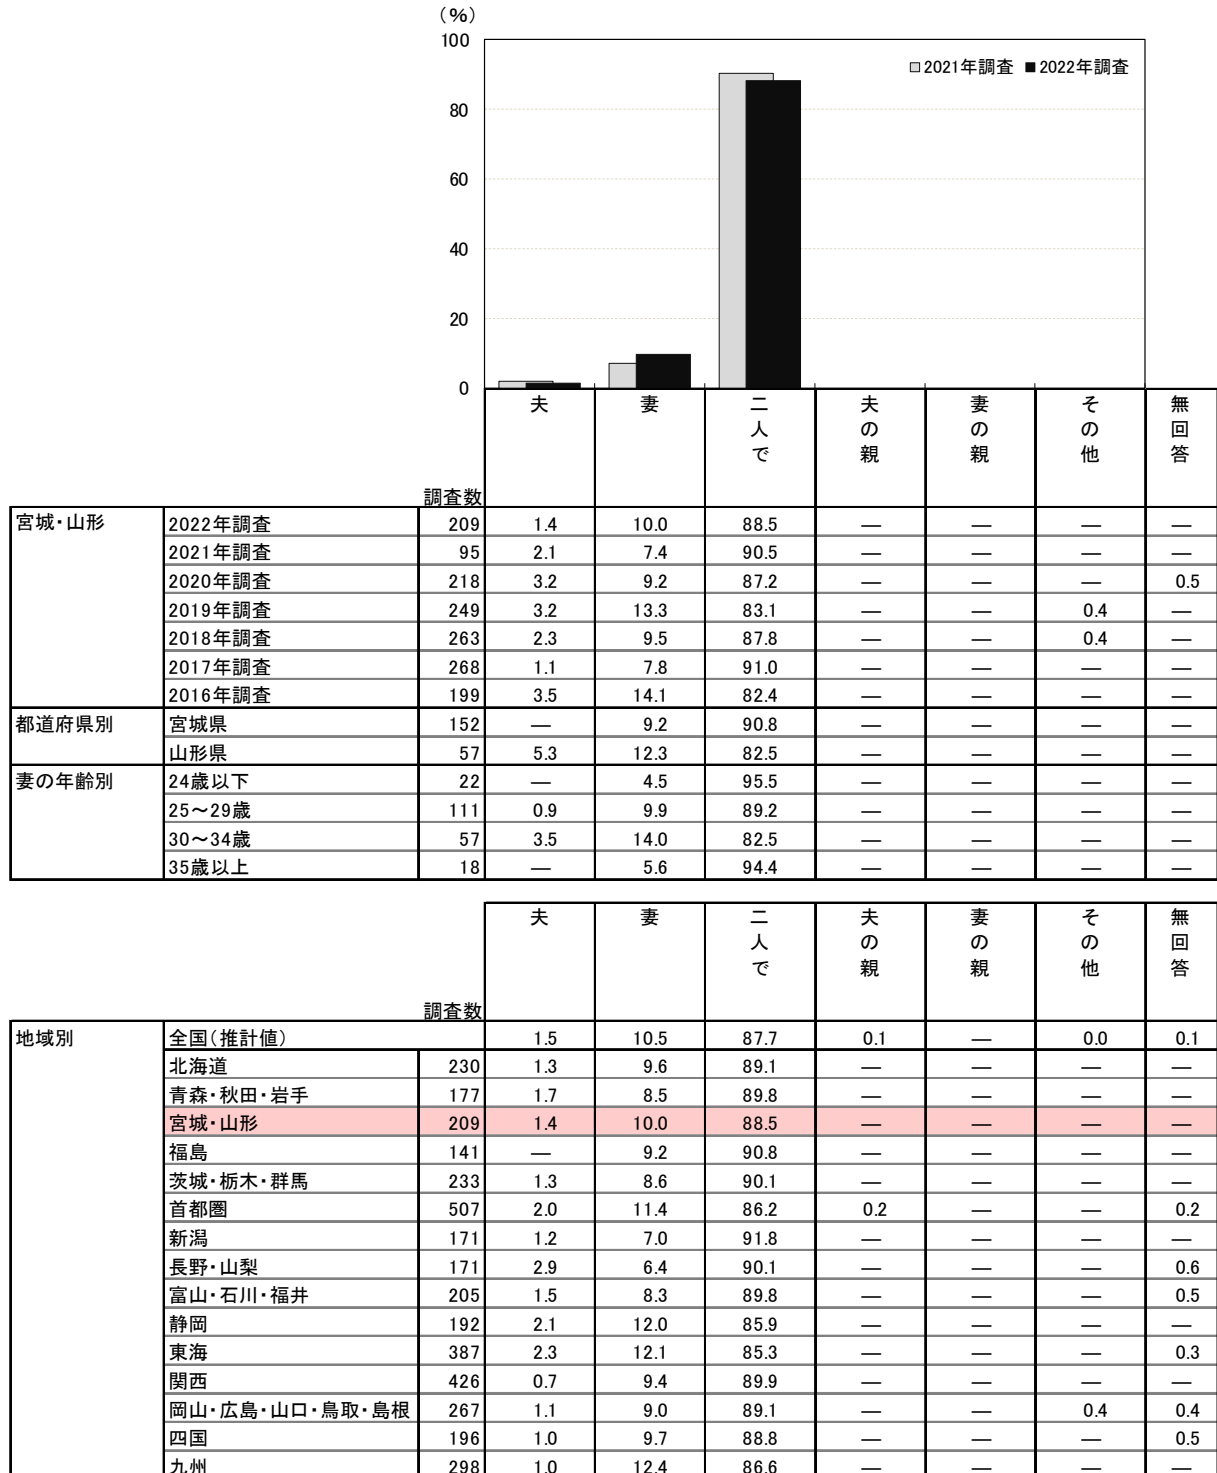 (%)
100
80
60
40
20
0
□2021年調査 ■2022年調査
調査数 夫 妻 二人で 夫の親 妻の親 その他 無回答
宮城・山形 2022年調査 209 1.4 10.0 88.5 ― ― ― ―
2021年調査 95 2.1 7.4 90.5 ― ― ― ―
2020年調査 218 3.2 9.2 87.2 ― ― ― 0.5
2019年調査 249 3.2 13.3 83.1 ― ― 0.4 ―
2018年調査 263 2.3 9.5 87.8 ― ― 0.4 ―
2017年調査 268 1.1 7.8 91.0 ― ― ― ―
2016年調査 199 3.5 14.1 82.4 ― ― ― ―
都道府県別 宮城県 152 ― 9.2 90.8 ― ― ― ―
山形県 57 5.3 12.3 82.5 ― ― ― ―
妻の年齢別 24歳以下 22 ― 4.5 95.5 ― ― ― ―
25～29歳 111 0.9 9.9 89.2 ― ― ― ―
30～34歳 57 3.5 14.0 82.5 ― ― ― ―
35歳以上 18 ― 5.6 94.4 ― ― ― ―
調査数 夫 妻 二人で 夫の親 妻の親 その他 無回答
地域別 全国(推計値) 1.5 10.5 87.7 0.1 ― 0.0 0.1
北海道 230 1.3 9.6 89.1 ― ― ― ―
青森・秋田・岩手 177 1.7 8.5 89.8 ― ― ― ―
宮城・山形 209 1.4 10.0 88.5 ― ― ― ―
福島 141 ― 9.2 90.8 ― ― ― ―
茨城・栃木・群馬 233 1.3 8.6 90.1 ― ― ― ―
首都圏 507 2.0 11.4 86.2 0.2 ― ― 0.2
新潟 171 1.2 7.0 91.8 ― ― ― ―
長野・山梨 171 2.9 6.4 90.1 ― ― ― 0.6
富山・石川・福井 205 1.5 8.3 89.8 ― ― ― 0.5
静岡 192 2.1 12.0 85.9 ― ― ― ―
東海 387 2.3 12.1 85.3 ― ― ― 0.3
関西 426 0.7 9.4 89.9 ― ― ― ―
岡山・広島・山口・鳥取・島根 267 1.1 9.0 89.1 ― ― 0.4 0.4
四国 196 1.0 9.7 88.8 ― ― ― 0.5
九州 298 1.0 12.4 86.6 ― ― ― ―